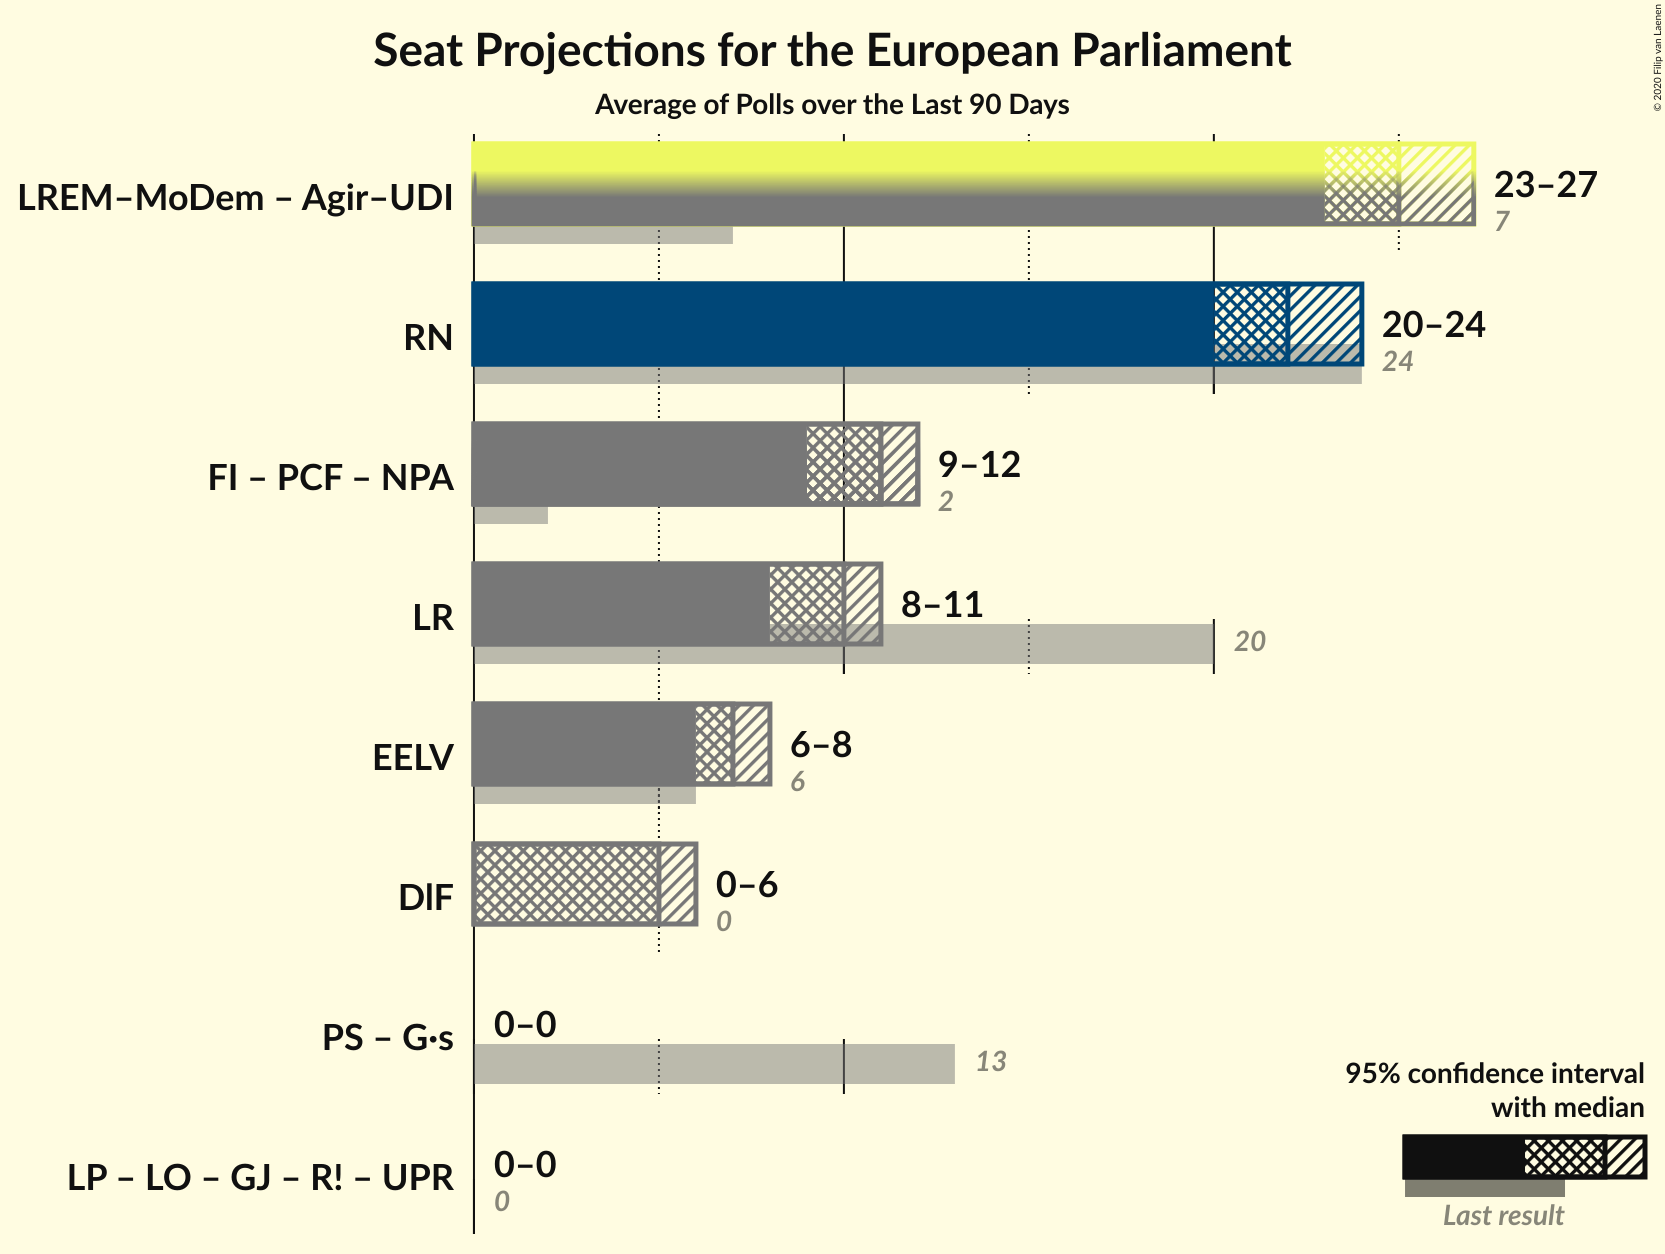 Seat Projections for the European Parliament
Average of Polls over the Last 90 Days
© 2020 Filip van Laenen
LREM–MoDem – Agir–UDI
23–27
7
RN
20–24
24
FI – PCF – NPA
9–12
2
LR
8–11
20
EELV
6–8
6
DlF
0–6
0
PS – G·s
0–0
13
LP – LO – GJ – R! – UPR
0–0
0
95% confidence interval
with median
Last result